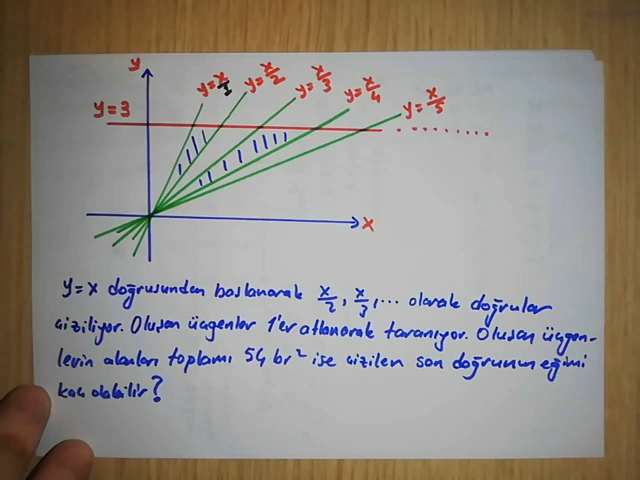 y
y=x/1 y=x/2 y=x/3 y=x/4 y=x/5
y=3
x
y=x doğrusundan başlanarak x/2, x/3, ... olarak doğrular
çiziliyor. Oluşan üçgenler 1'er atlanarak taranıyor. Oluşan üçgen-
lerin alanları toplamı 54 br² ise çizilen son doğrunun eğimi
kaç olabilir?